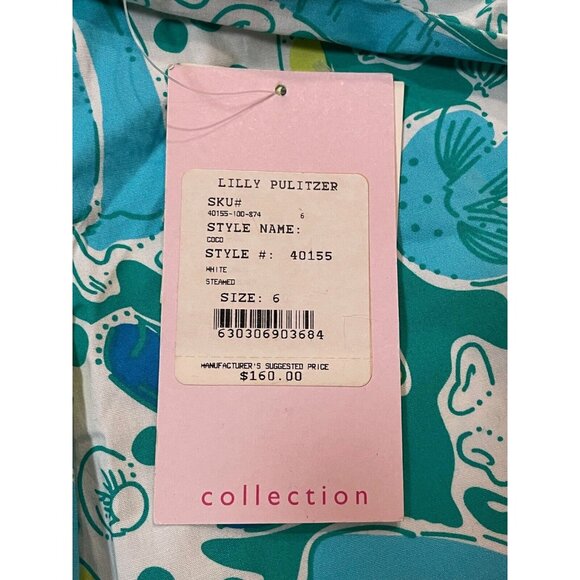 LILLY PULITZER
SKU#
40155-100-874 6
STYLE NAME:
COCO
STYLE #: 40155
WHITE
STEAMED
SIZE: 6
630306903684
MANUFACTURER'S SUGGESTED PRICE
$160.00
collection